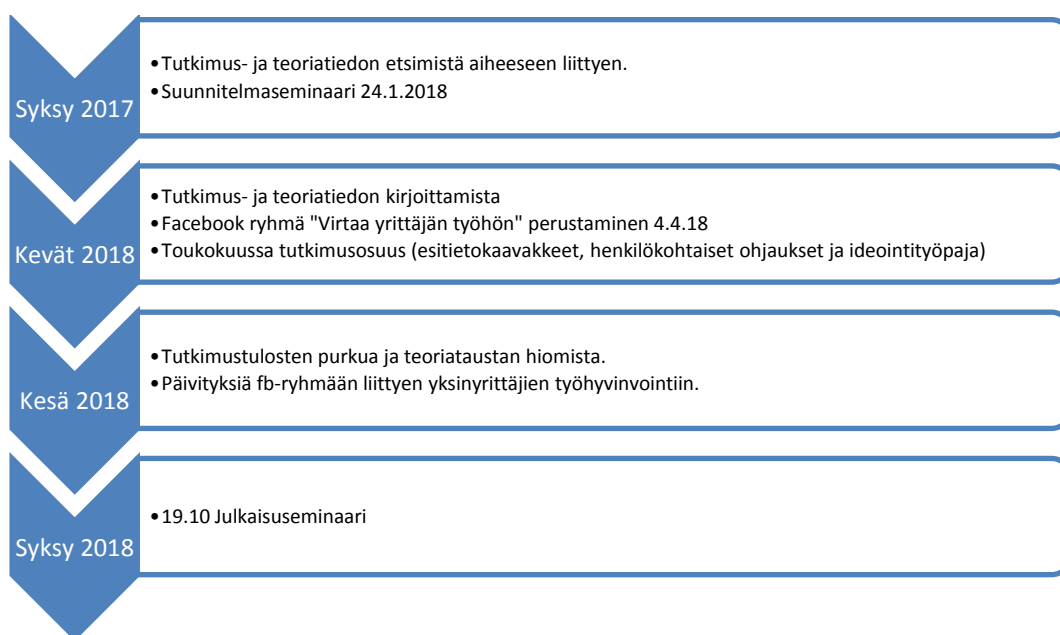 Syksy 2017
•Tutkimus- ja teoriatiedon etsimistä aiheeseen liittyen.
•Suunnitelmaseminaari 24.1.2018
Kevät 2018
•Tutkimus- ja teoriatiedon kirjoittamista
•Facebook ryhmä "Virtaa yrittäjän työhön" perustaminen 4.4.18
•Toukokuussa tutkimusosuus (esitietokaavakkeet, henkilökohtaiset ohjaukset ja ideointityöpaja)
Kesä 2018
•Tutkimustulosten purkua ja teoriataustan hiomista.
•Päivityksiä fb-ryhmään liittyen yksinyrittäjien työhyvinvointiin.
Syksy 2018
•19.10 Julkaisuseminaari